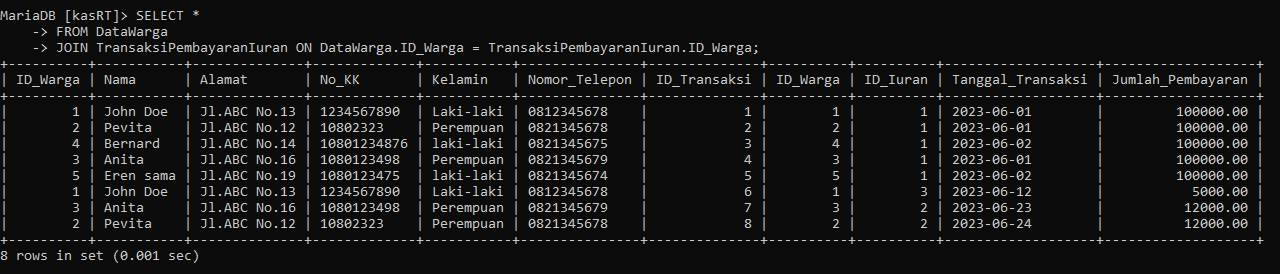 MariaDB [kasRT]> SELECT *
    -> FROM DataWarga
    -> JOIN TransaksiPembayaranIuran ON DataWarga.ID_Warga = TransaksiPembayaranIuran.ID_Warga;
+----------+-----------+--------------+-------------+-----------+---------------+--------------+----------+----------+-------------------+-------------------+
| ID_Warga | Nama      | Alamat       | No_KK       | Kelamin   | Nomor_Telepon | ID_Transaksi | ID_Warga | ID_Iuran | Tanggal_Transaksi | Jumlah_Pembayaran |
+----------+-----------+--------------+-------------+-----------+---------------+--------------+----------+----------+-------------------+-------------------+
|        1 | John Doe  | Jl.ABC No.13 | 1234567890  | Laki-laki | 0812345678    |            1 |        1 |        1 | 2023-06-01        |         100000.00 |
|        2 | Pevita    | Jl.ABC No.12 | 10802323    | Perempuan | 0821345678    |            2 |        2 |        1 | 2023-06-01        |         100000.00 |
|        4 | Bernard   | Jl.ABC No.14 | 10801234876 | laki-laki | 0821345675    |            3 |        4 |        1 | 2023-06-02        |         100000.00 |
|        3 | Anita     | Jl.ABC No.16 | 1080123498  | Perempuan | 0821345679    |            4 |        3 |        1 | 2023-06-01        |         100000.00 |
|        5 | Eren sama | Jl.ABC No.19 | 1080123475  | laki-laki | 0821345674    |            5 |        5 |        1 | 2023-06-02        |         100000.00 |
|        1 | John Doe  | Jl.ABC No.13 | 1234567890  | Laki-laki | 0812345678    |            6 |        1 |        3 | 2023-06-12        |           5000.00 |
|        3 | Anita     | Jl.ABC No.16 | 1080123498  | Perempuan | 0821345679    |            7 |        3 |        2 | 2023-06-23        |          12000.00 |
|        2 | Pevita    | Jl.ABC No.12 | 10802323    | Perempuan | 0821345678    |            8 |        2 |        2 | 2023-06-24        |          12000.00 |
+----------+-----------+--------------+-------------+-----------+---------------+--------------+----------+----------+-------------------+-------------------+
8 rows in set (0.001 sec)